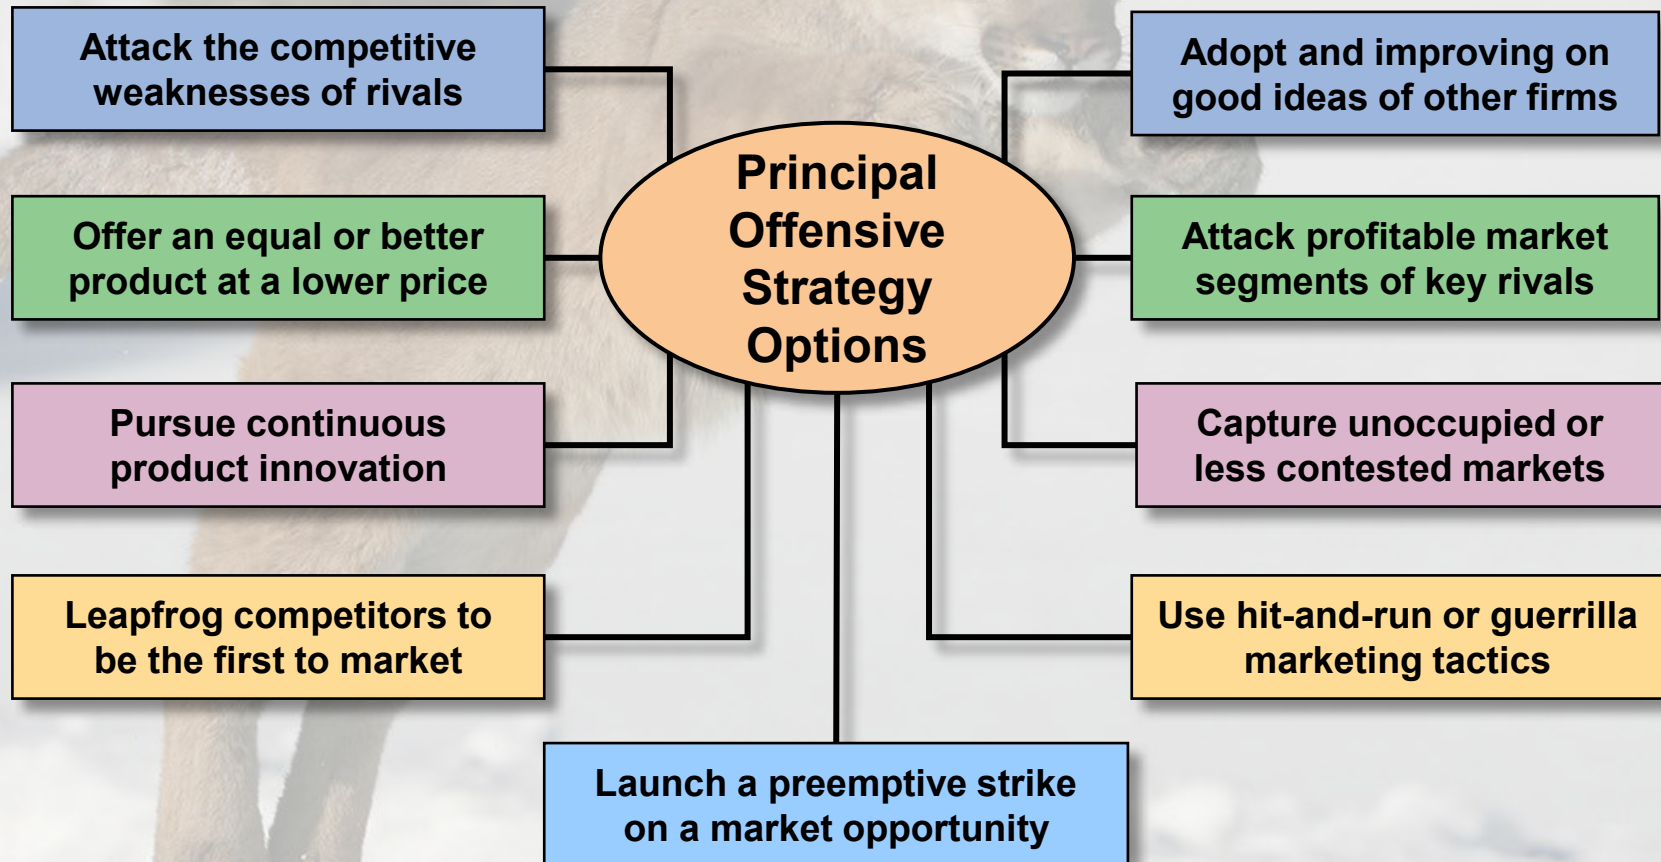 Attack the competitive
weaknesses of rivals
Adopt and improving on
good ideas of other firms
Principal
Offensive
Strategy
Options
Offer an equal or better
product at a lower price
Attack profitable market
segments of key rivals
Pursue continuous
product innovation
Capture unoccupied or
less contested markets
Leapfrog competitors to
be the first to market
Use hit-and-run or guerrilla
marketing tactics
Launch a preemptive strike
on a market opportunity